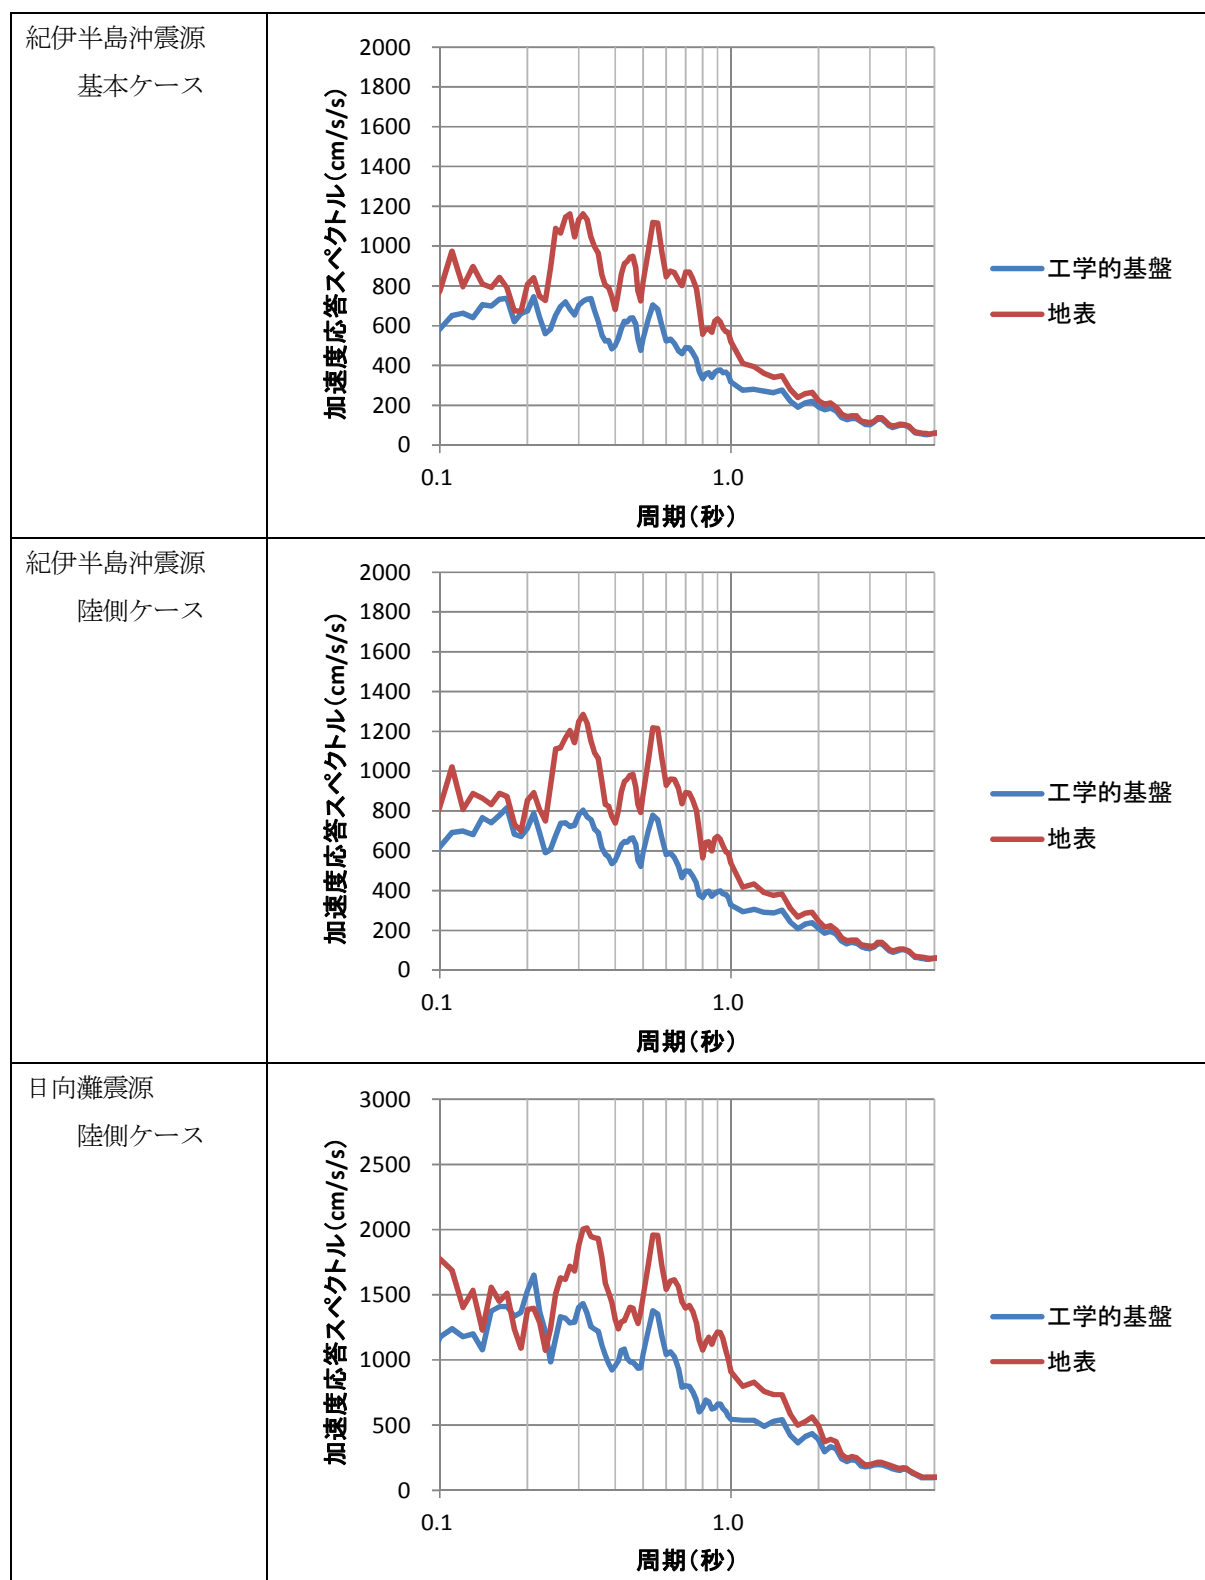 紀伊半島沖震源
基本ケース
加速度応答スペクトル(cm/s/s)
2000
1800
1600
1400
1200
1000
800
600
400
200
0
0.1
1.0
周期(秒)
工学的基盤
地表
紀伊半島沖震源
陸側ケース
加速度応答スペクトル(cm/s/s)
2000
1800
1600
1400
1200
1000
800
600
400
200
0
0.1
1.0
周期(秒)
工学的基盤
地表
日向灘震源
陸側ケース
加速度応答スペクトル(cm/s/s)
3000
2500
2000
1500
1000
500
0
0.1
1.0
周期(秒)
工学的基盤
地表